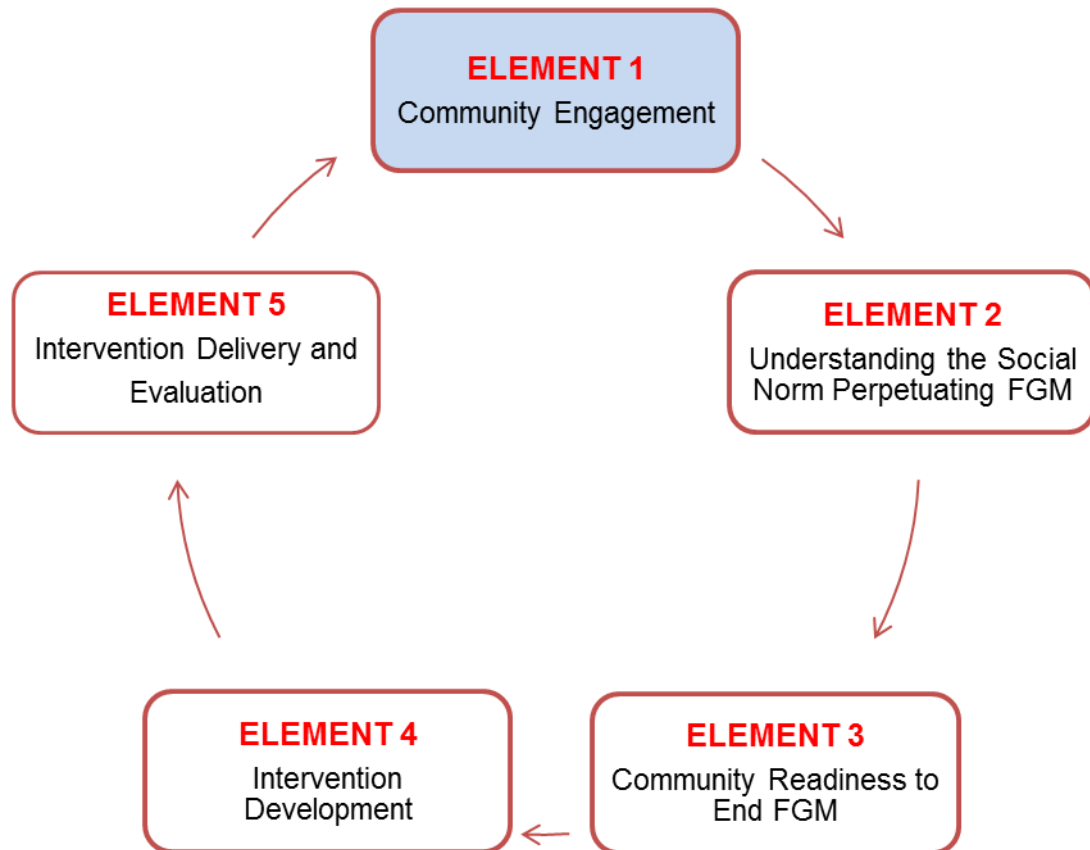 ELEMENT 1
Community Engagement
ELEMENT 2
Understanding the Social
Norm Perpetuating FGM
ELEMENT 3
Community Readiness to
End FGM
ELEMENT 4
Intervention
Development
ELEMENT 5
Intervention Delivery and
Evaluation